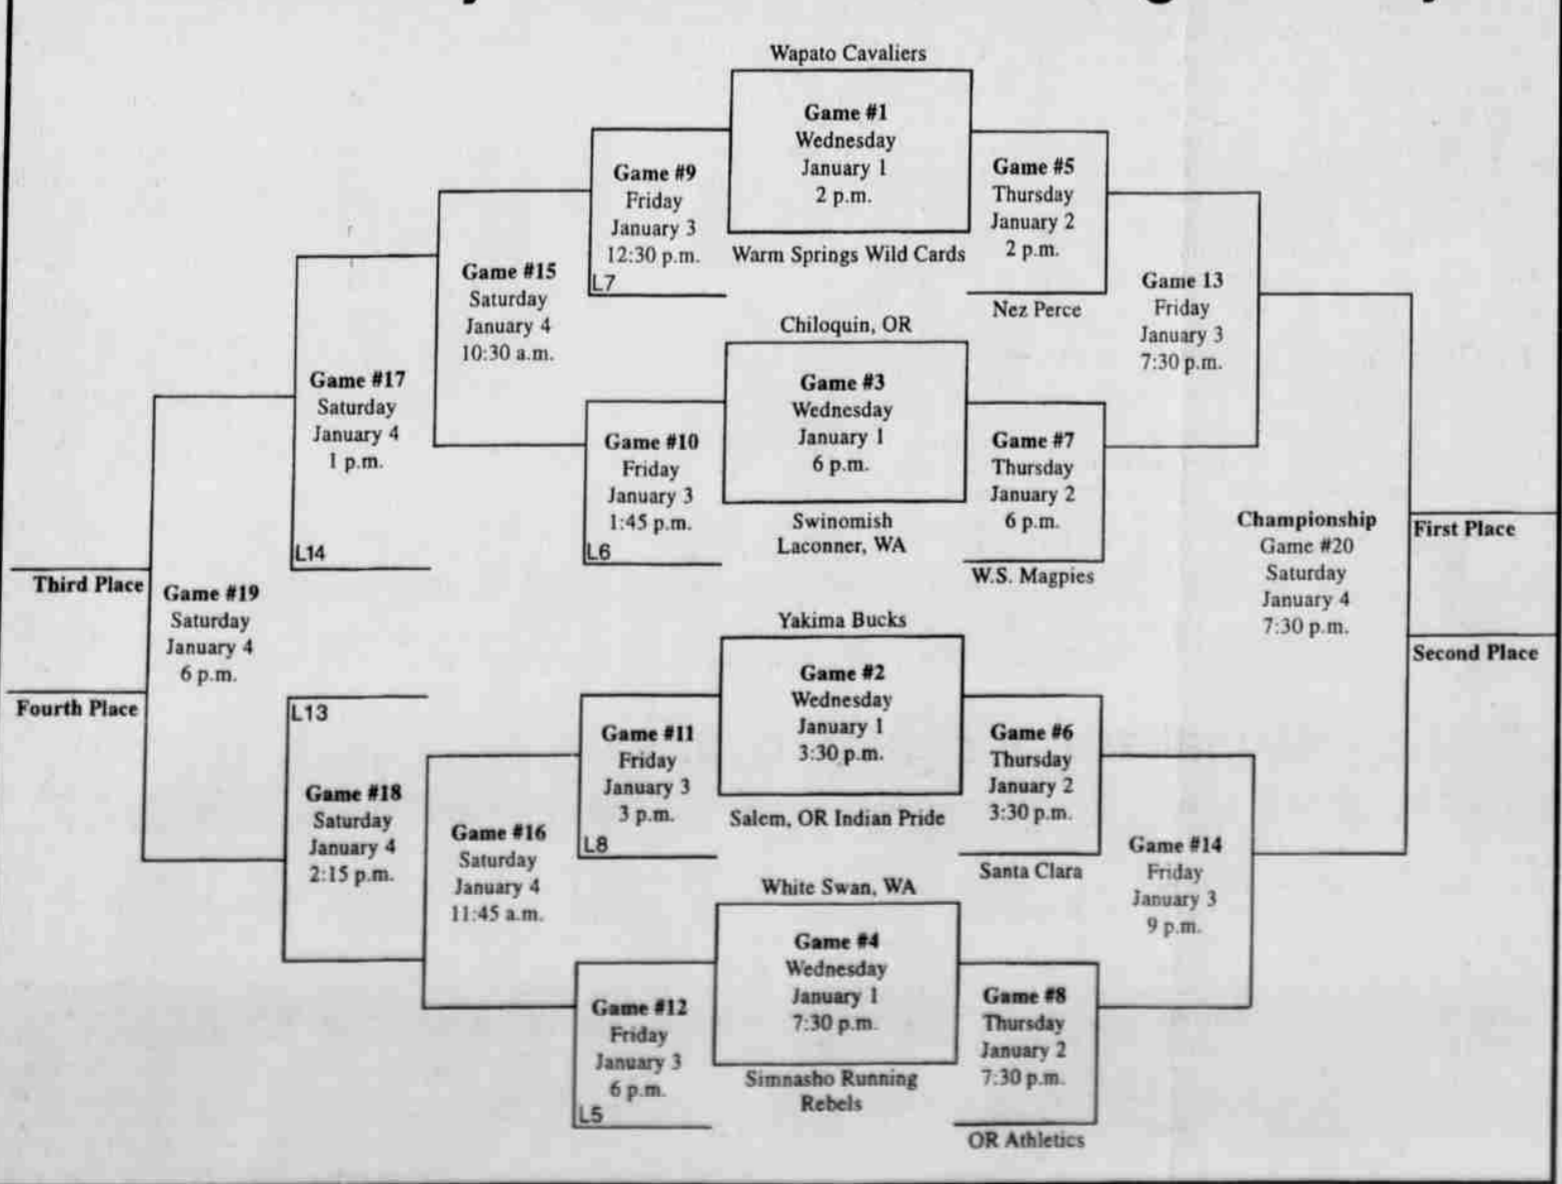 Wapato Cavaliers
Game #1
Wednesday
January 1
2 p.m.
Warm Springs Wild Cards
Game #9
Friday
January 3
12:30 p.m.
L7
Game #5
Thursday
January 2
2 p.m.
Nez Perce
Game #15
Saturday
January 4
10:30 a.m.
Game 13
Friday
January 3
7:30 p.m.
Chiloquin, OR
Game #3
Wednesday
January 1
6 p.m.
Swinomish
Laconner, WA
Game #17
Saturday
January 4
1 p.m.
L14
Game #10
Friday
January 3
1:45 p.m.
L6
Game #7
Thursday
January 2
6 p.m.
W.S. Magpies
Championship
Game #20
Saturday
January 4
7:30 p.m.
First Place
Second Place
Third Place
Game #19
Saturday
January 4
6 p.m.
Fourth Place
Yakima Bucks
Game #2
Wednesday
January 1
3:30 p.m.
Salem, OR Indian Pride
L13
Game #18
Saturday
January 4
2:15 p.m.
Game #11
Friday
January 3
3 p.m.
L8
Game #6
Thursday
January 2
3:30 p.m.
Santa Clara
Game #16
Saturday
January 4
11:45 a.m.
Game #14
Friday
January 3
9 p.m.
White Swan, WA
Game #4
Wednesday
January 1
7:30 p.m.
Simnasho Running
Rebels
Game #12
Friday
January 3
6 p.m.
L5
Game #8
Thursday
January 2
7:30 p.m.
OR Athletics